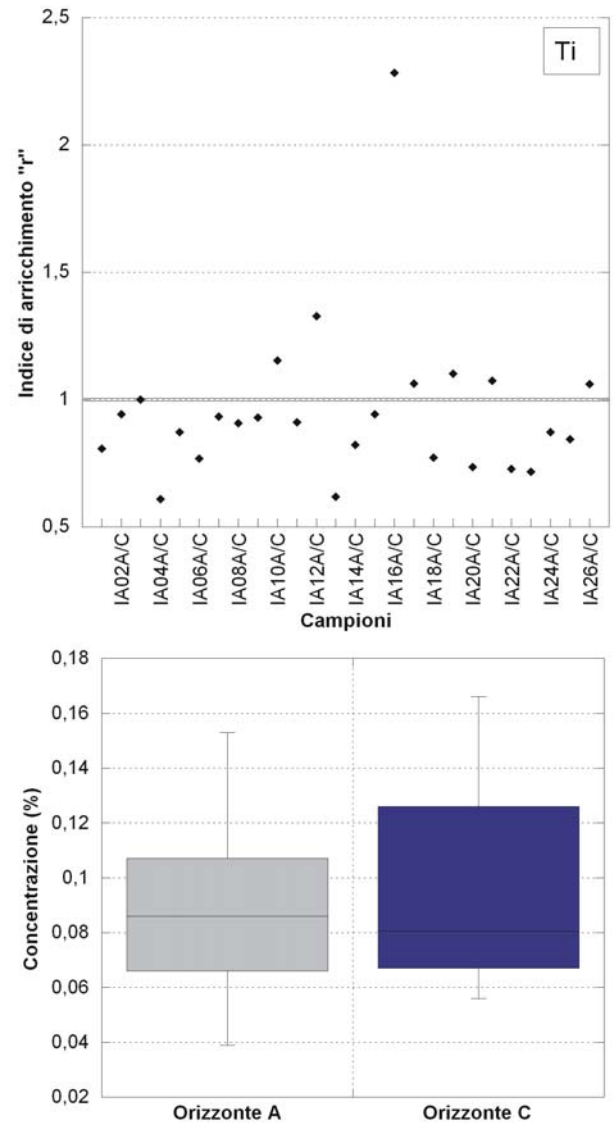 2,5
Ti
2
1,5
1
0,5
Indice di arricchimento "r"
IA02A/C
IA04A/C
IA06A/C
IA08A/C
IA10A/C
IA12A/C
IA14A/C
IA16A/C
IA18A/C
IA20A/C
IA22A/C
IA24A/C
IA26A/C
Campioni
0,18
0,16
0,14
0,12
0,1
0,08
0,06
0,04
0,02
Concentrazione (%)
Orizzonte A
Orizzonte C